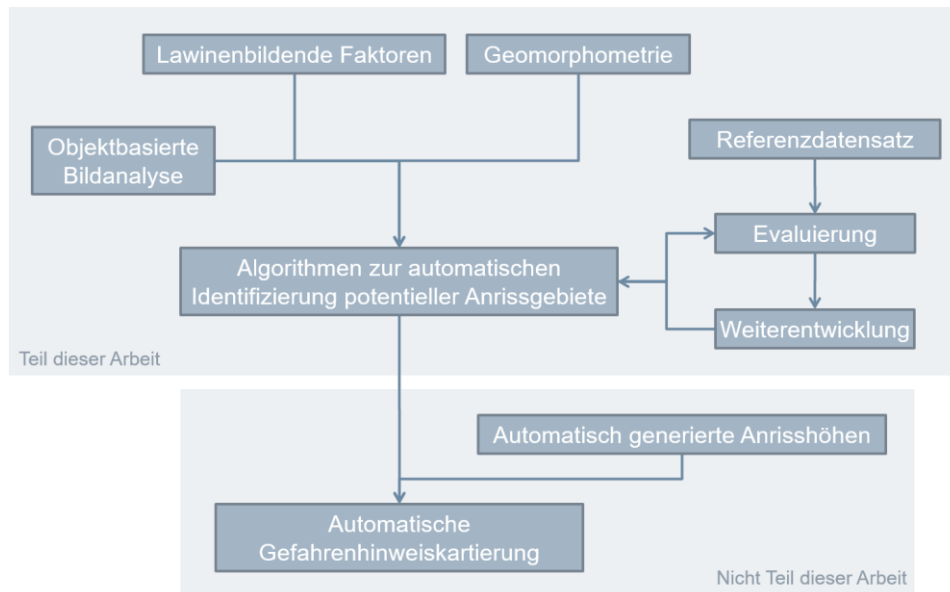 Lawinenbildende Faktoren
Geomorphometrie
Objektbasierte
Bildanalyse
Referenzdatensatz
Evaluierung
Algorithmen zur automatischen
Identifizierung potentieller Anrissgebiete
Weiterentwicklung
Teil dieser Arbeit
Automatisch generierte Anrisshöhen
Automatische
Gefahrenhinweiskartierung
Nicht Teil dieser Arbeit